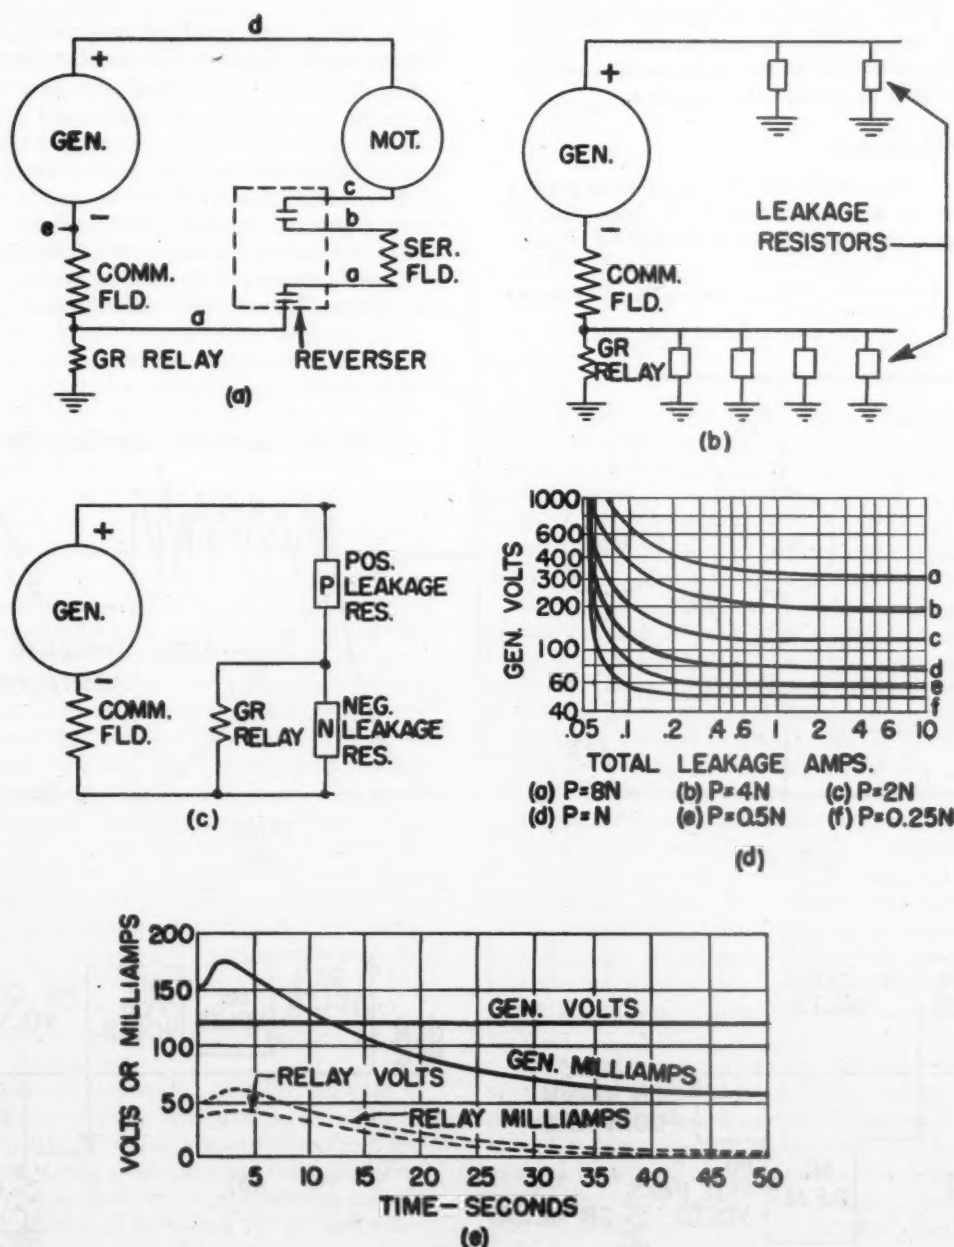 d
+
GEN.
MOT.
c
b
e
−
COMM.
FLD.
SER.
FLD.
a
a
GR RELAY
REVERSER
(a)
+
GEN.
−
LEAKAGE
RESISTORS
COMM.
FLD.
GR
RELAY
(b)
+
GEN.
−
COMM.
FLD.
P
POS.
LEAKAGE
RES.
GR
RELAY
N
NEG.
LEAKAGE
RES.
(c)
GEN. VOLTS
1000
600
400
300
200
100
60
40
a
b
c
d
e
f
.05 .1 .2 .4 .6 1 2 4 6 10
TOTAL LEAKAGE AMPS.
(a) P=8N (b) P=4N (c) P=2N
(d) P=N (e) P=0.5N (f) P=0.25N
(d)
VOLTS OR MILLIAMPS
200
150
100
50
0
GEN. VOLTS
GEN. MILLIAMPS
RELAY VOLTS
RELAY MILLIAMPS
5 10 15 20 25 30 35 40 45 50
TIME—SECONDS
(e)